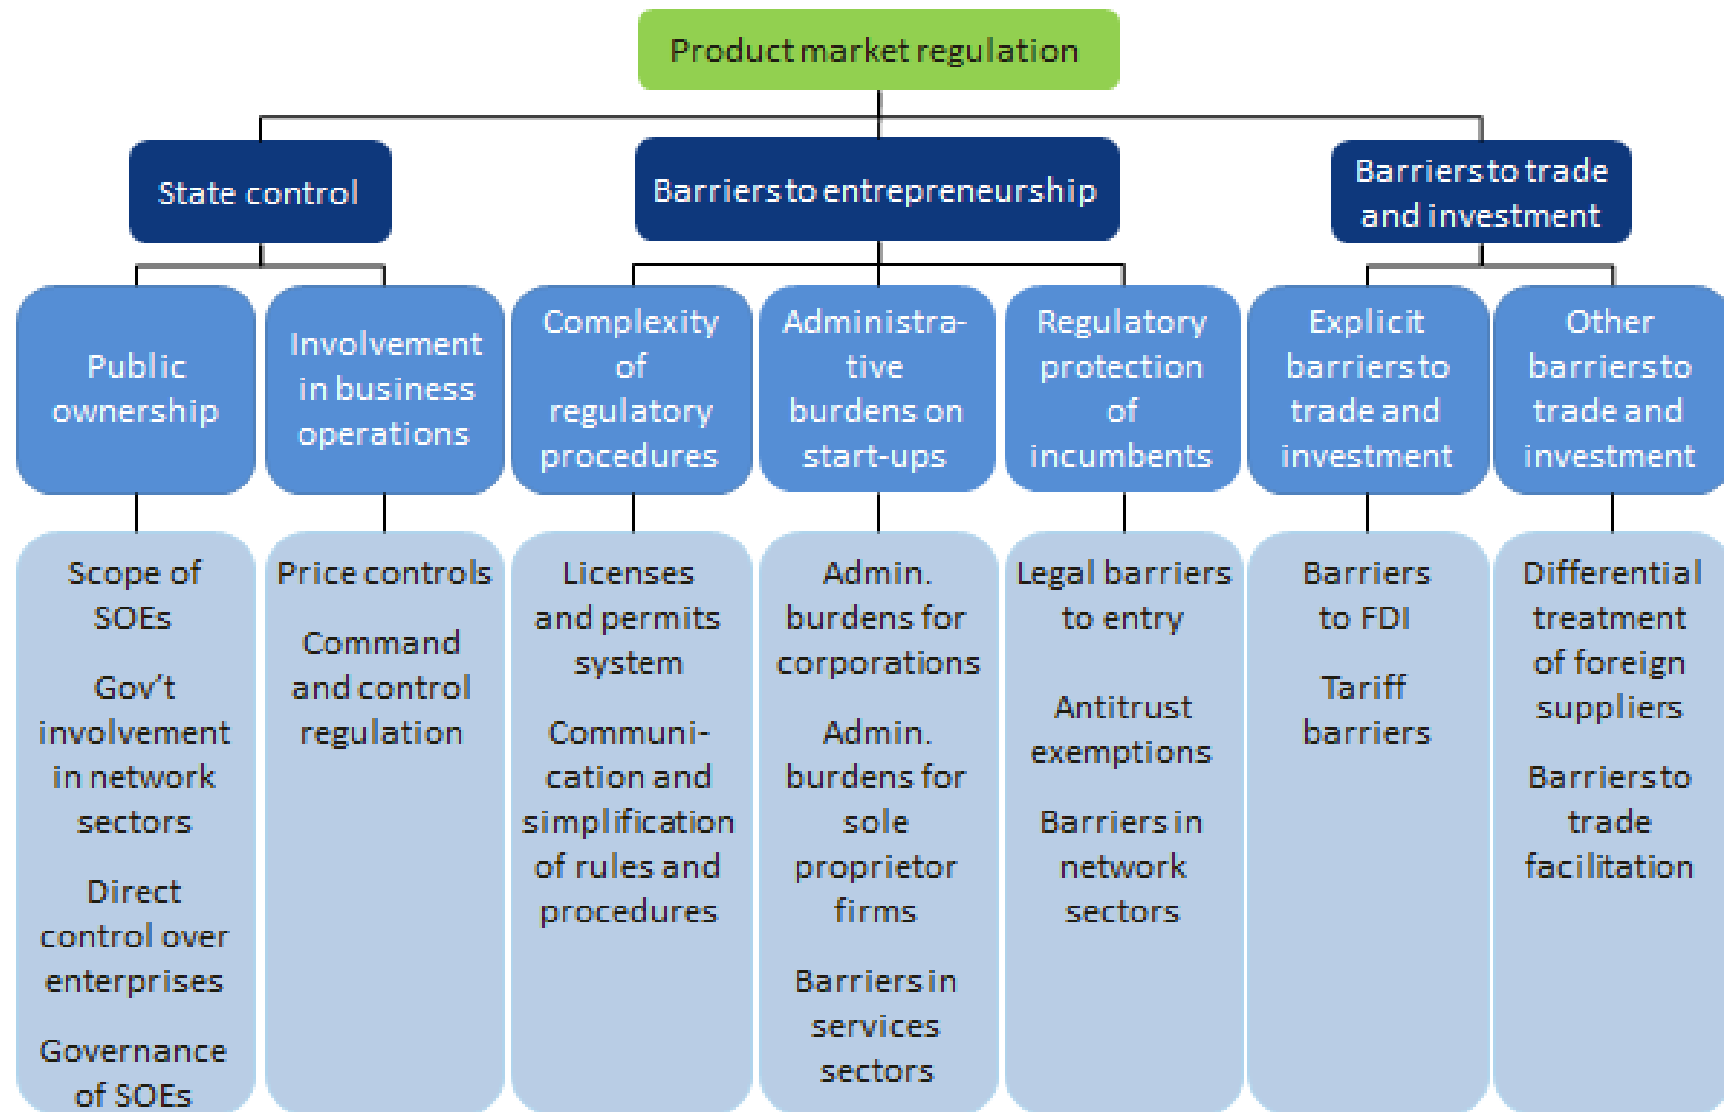 Product market regulation
State control
Barriers to entrepreneurship
Barriers to trade
and investment
Public
ownership
Involvement
in business
operations
Complexity
of
regulatory
procedures
Administra-
tive
burdens on
start-ups
Regulatory
protection
of
incumbents
Explicit
barriers to
trade and
investment
Other
barriers to
trade and
investment
Scope of
SOEs
Gov't
involvement
in network
sectors
Direct
control over
enterprises
Governance
of SOEs
Price controls
Command
and control
regulation
Licenses
and permits
system
Communi-
cation and
simplification
of rules and
procedures
Admin.
burdens for
corporations
Admin.
burdens for
sole
proprietor
firms
Barriers in
services
sectors
Legal barriers
to entry
Antitrust
exemptions
Barriers in
network
sectors
Barriers
to FDI
Tariff
barriers
Differential
treatment
of foreign
suppliers
Barriers to
trade
facilitation